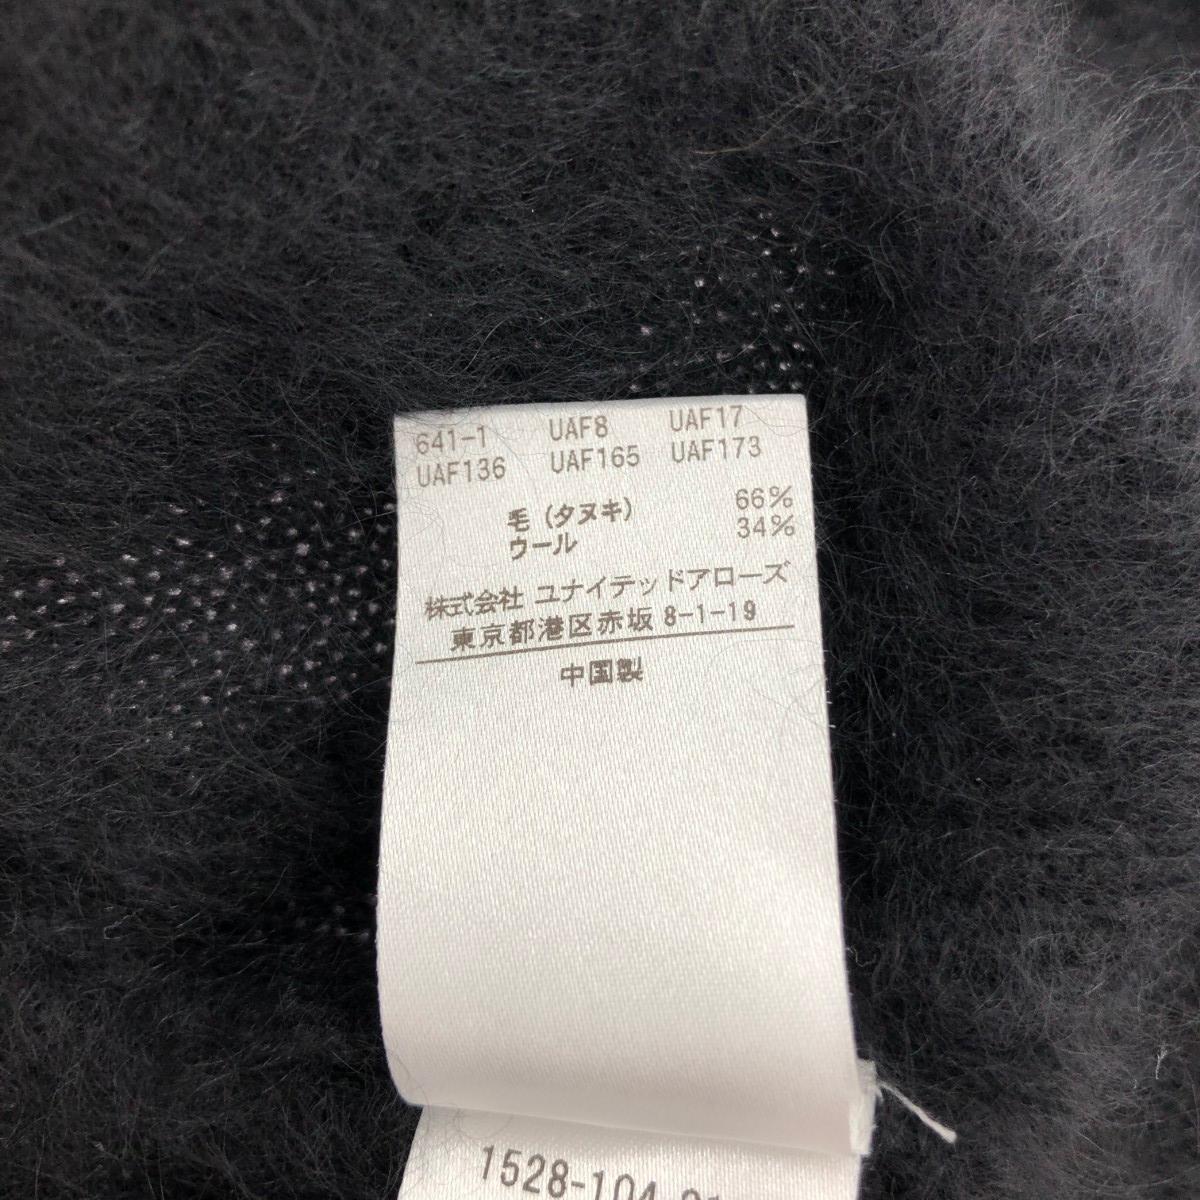 641-1 UAF8 UAF17
UAF136 UAF165 UAF173
毛(タヌキ) 66%
ウール 34%
株式会社 ユナイテッドアローズ
東京都港区赤坂 8-1-19
中国製
1528-104